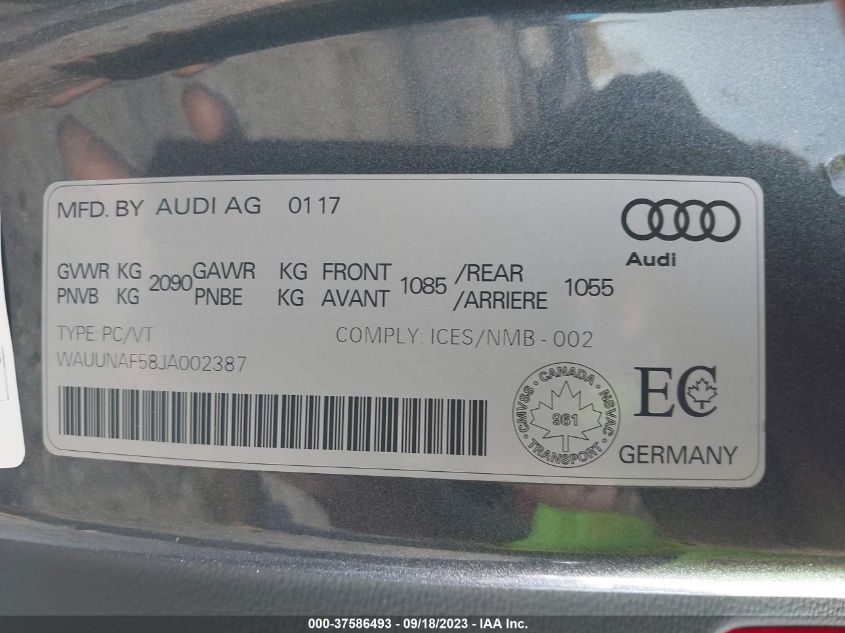 MFD. BY AUDI AG 0117
Audi
GVWR KG 2090 GAWR KG FRONT 1085 /REAR 1055
PNVB KG PNBE KG AVANT /ARRIERE
TYPE: PC/VT COMPLY: ICES/NMB - 002
WAUUNAF58JA002387
CMVSS · CANADA · NSVAC · TRANSPORT
961
EC
GERMANY
000-37586493 - 09/18/2023 - IAA Inc.